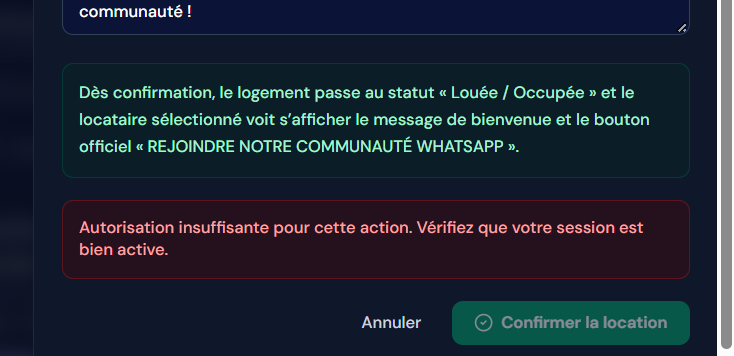 communauté !
Dès confirmation, le logement passe au statut « Louée / Occupée » et le
locataire sélectionné voit s’afficher le message de bienvenue et le bouton
officiel « REJOINDRE NOTRE COMMUNAUTÉ WHATSAPP ».
Autorisation insuffisante pour cette action. Vérifiez que votre session est
bien active.
Annuler
Confirmer la location